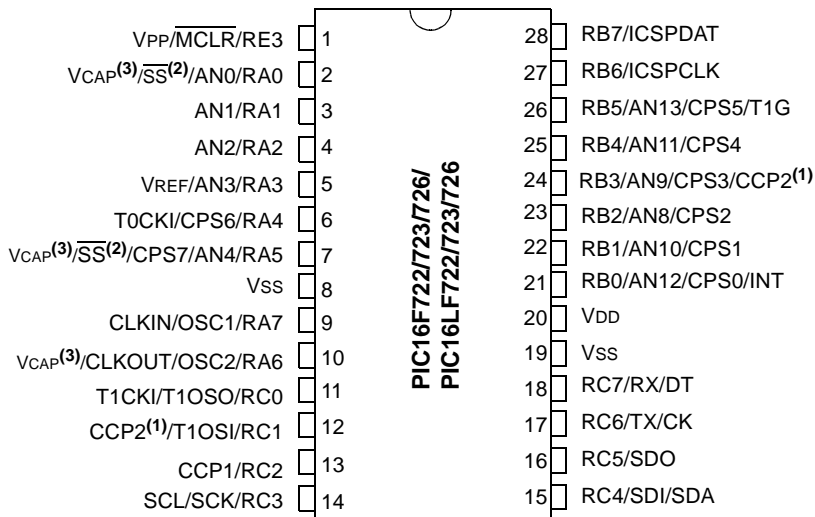 VPP/MCLR/RE3 1
VCAP(3)/SS(2)/AN0/RA0 2
AN1/RA1 3
AN2/RA2 4
VREF/AN3/RA3 5
T0CKI/CPS6/RA4 6
VCAP(3)/SS(2)/CPS7/AN4/RA5 7
VSS 8
CLKIN/OSC1/RA7 9
VCAP(3)/CLKOUT/OSC2/RA6 10
T1CKI/T1OSO/RC0 11
CCP2(1)/T1OSI/RC1 12
CCP1/RC2 13
SCL/SCK/RC3 14
PIC16F722/723/726/
PIC16LF722/723/726
28 RB7/ICSPDAT
27 RB6/ICSPCLK
26 RB5/AN13/CPS5/T1G
25 RB4/AN11/CPS4
24 RB3/AN9/CPS3/CCP2(1)
23 RB2/AN8/CPS2
22 RB1/AN10/CPS1
21 RB0/AN12/CPS0/INT
20 VDD
19 VSS
18 RC7/RX/DT
17 RC6/TX/CK
16 RC5/SDO
15 RC4/SDI/SDA